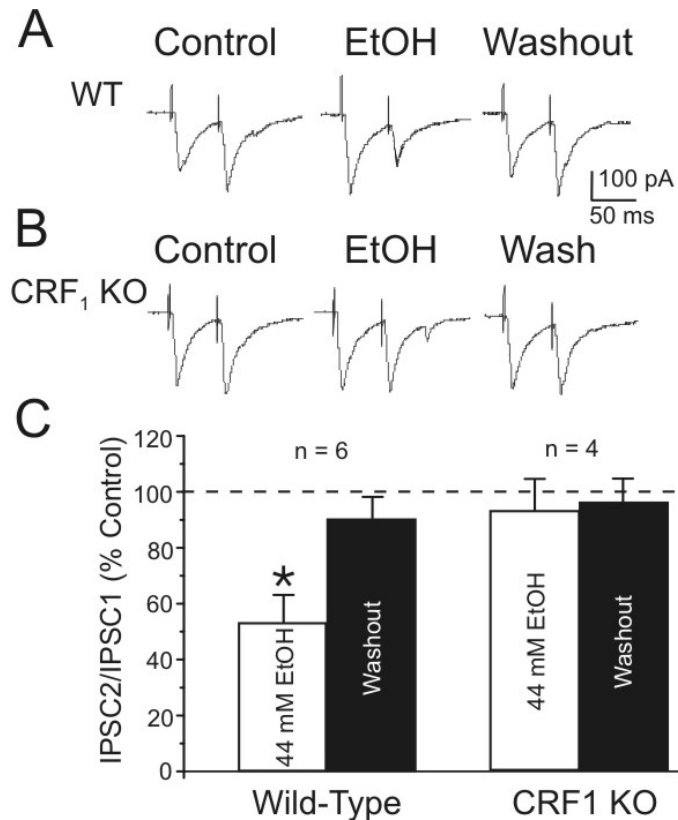 A
Control EtOH Washout
WT
100 pA
50 ms
B
Control EtOH Wash
CRF₁ KO
C
IPSC2/IPSC1 (% Control)
120
100
80
60
40
20
0
n = 6
n = 4
*
44 mM EtOH
Washout
44 mM EtOH
Washout
Wild-Type CRF1 KO